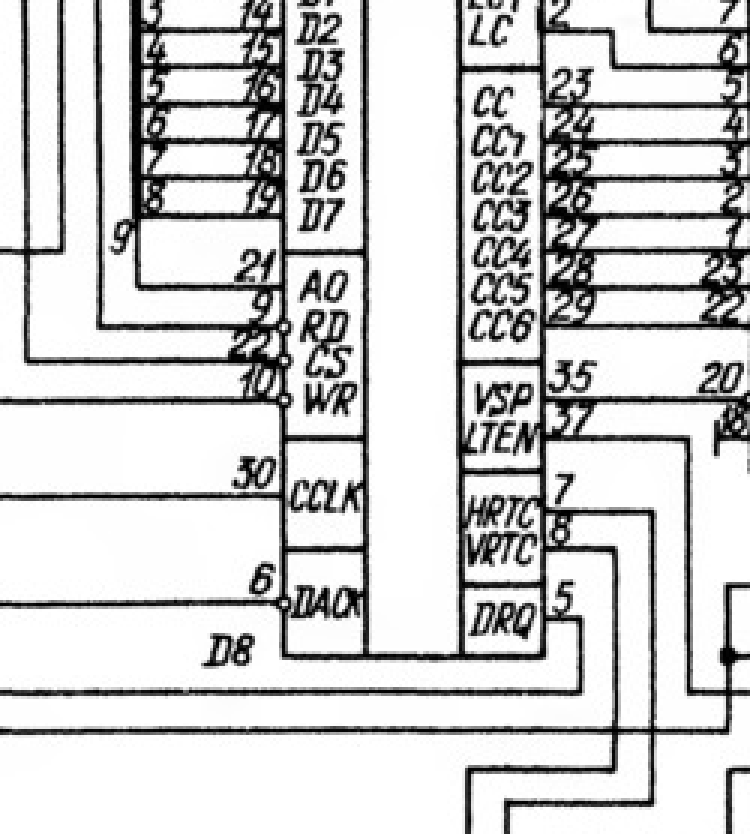 3 14 D2 LC 2 7
4 15 D3 6
5 16 D4 CC 23 5
6 17 D5 CC1 24 4
7 18 D6 CC2 25 3
8 19 D7 CC3 26 2
9 CC4 27 1
21 A0 CC5 28 23
9 RD CC6 29 22
22 CS
10 WR VSP 35 20
LTEN 37 18
30 CCLK HRTC 7
VRTC 8
6 DACK DRQ 5
D8